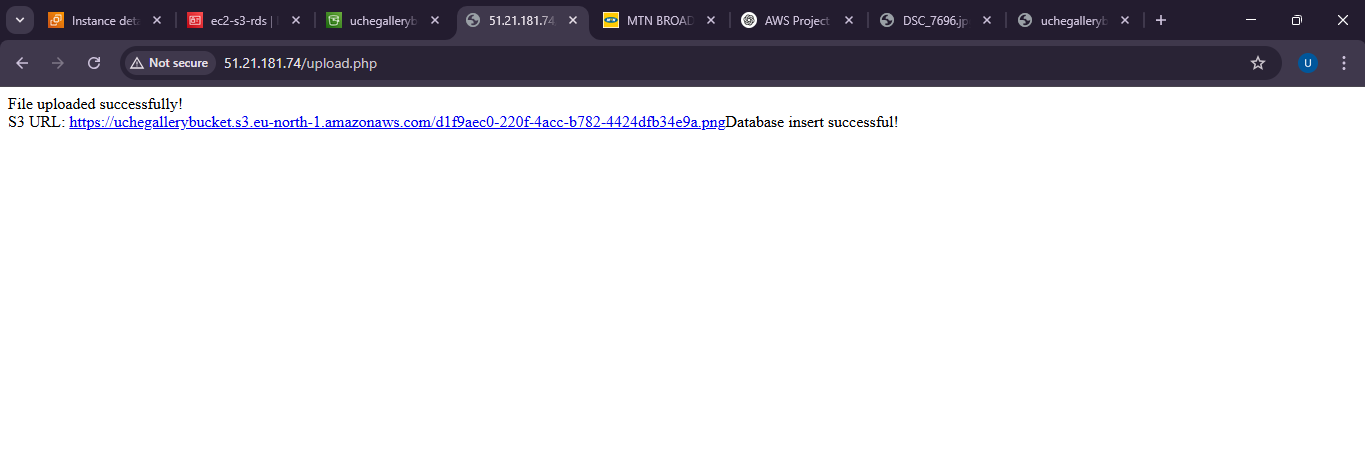 Instance deta
ec2-s3-rds |
uchegalleryb
51.21.181.74
MTN BROAD
AWS Project
DSC_7696.jp
uchegalleryb
Not secure
51.21.181.74/upload.php
U
File uploaded successfully!
S3 URL: https://uchegallerybucket.s3.eu-north-1.amazonaws.com/d1f9aec0-220f-4acc-b782-4424dfb34e9a.pngDatabase insert successful!